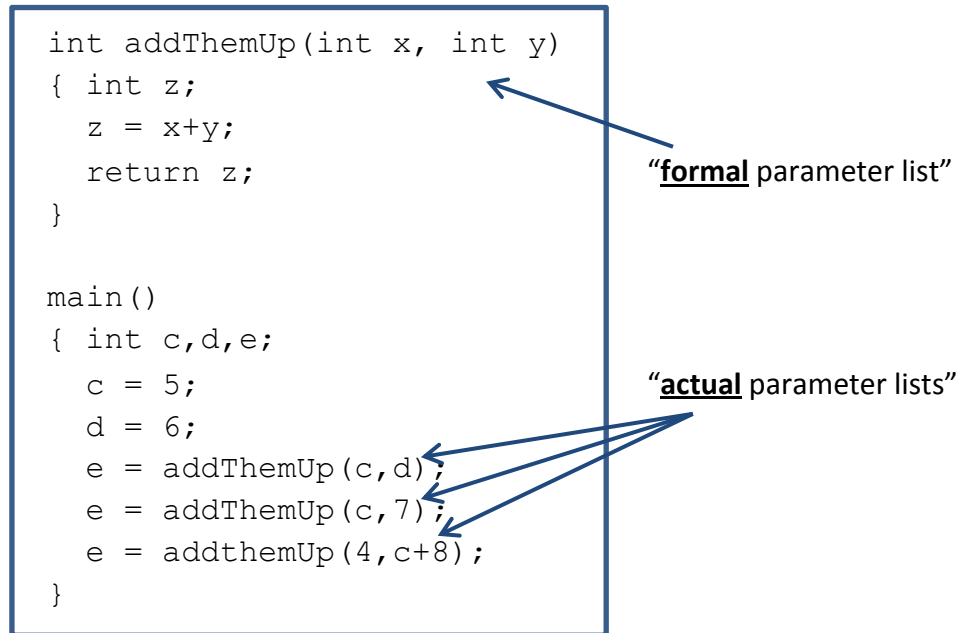 int addThemUp(int x, int y)
{ int z;
z = x+y;
return z;
}
“formal parameter list”
main()
{ int c,d,e;
c = 5;
d = 6;
e = addThemUp(c,d);
e = addThemUp(c,7);
e = addthemUp(4,c+8);
}
“actual parameter lists”